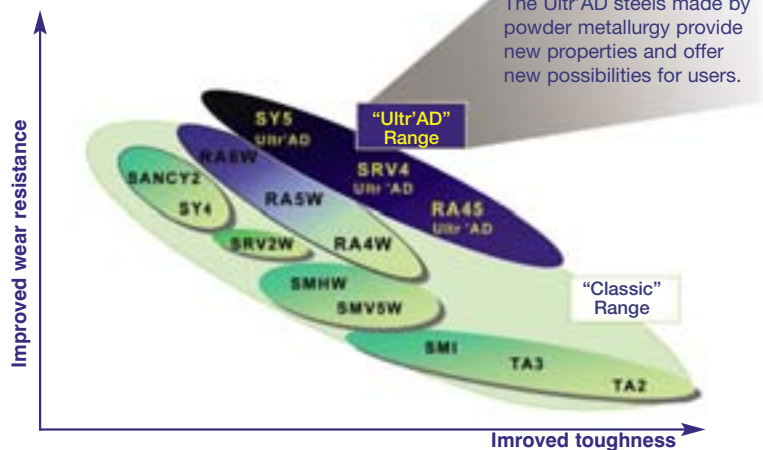 The Ultr'AD steels made by
powder metallurgy provide
new properties and offer
new possibilities for users.
Improved wear resistance
"Ultr'AD"
Range
SY5
Ultr'AD
SRV4
Ultr 'AD
RA45
Ultr 'AD
RA6W
RA5W
RA4W
SANCY2
SY4
SRV2W
SMHW
SMV5W
"Classic"
Range
SMI
TA3
TA2
Imroved toughness